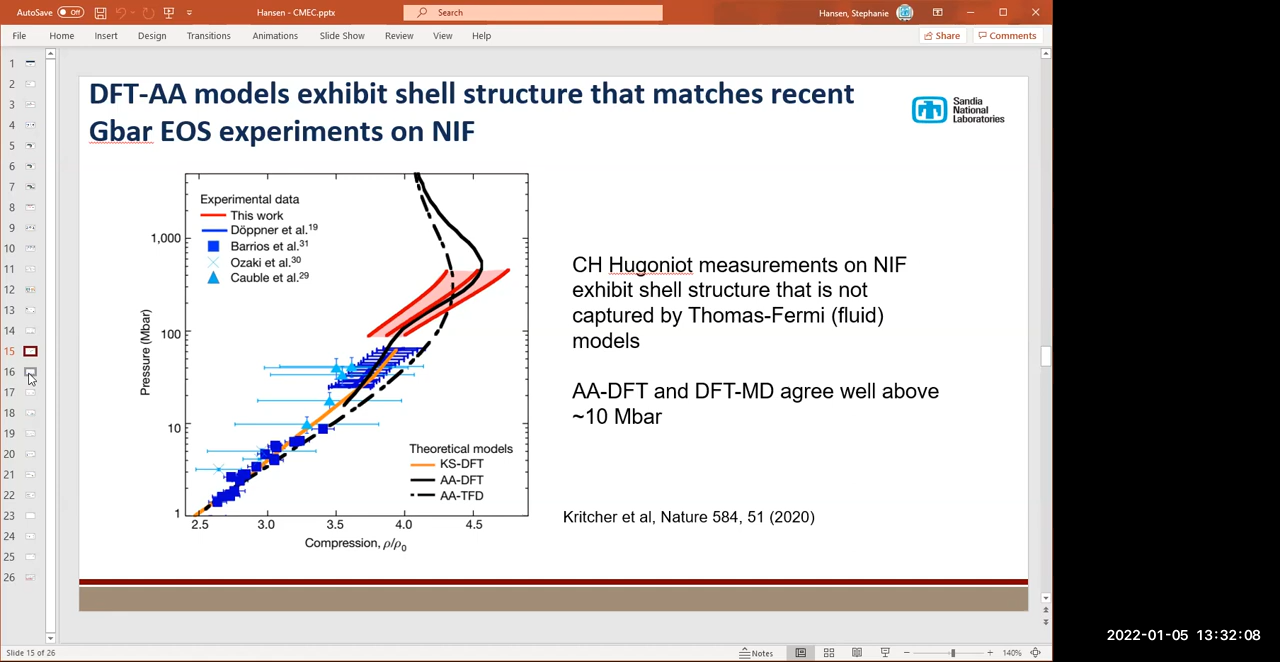 AutoSave Off Hansen - CMEC.pptx Search Hansen, Stephanie
File Home Insert Design Transitions Animations Slide Show Review View Help Share Comments
1
2
3
4
5
6
7
8
9
10
11
12
13
14
15
16
17
18
19
20
21
22
23
24
25
26
DFT-AA models exhibit shell structure that matches recent
Gbar EOS experiments on NIF
Sandia
National
Laboratories
Experimental data
This work
Döppner et al.19
Barrios et al.31
Ozaki et al.30
Cauble et al.29
1,000
100
10
1
Pressure (Mbar)
Theoretical models
KS-DFT
AA-DFT
AA-TFD
2.5 3.0 3.5 4.0 4.5
Compression, ρ/ρ0
CH Hugoniot measurements on NIF
exhibit shell structure that is not
captured by Thomas-Fermi (fluid)
models
AA-DFT and DFT-MD agree well above
~10 Mbar
Kritcher et al, Nature 584, 51 (2020)
2022-01-05 13:32:08
Slide 15 of 26 Notes 140%